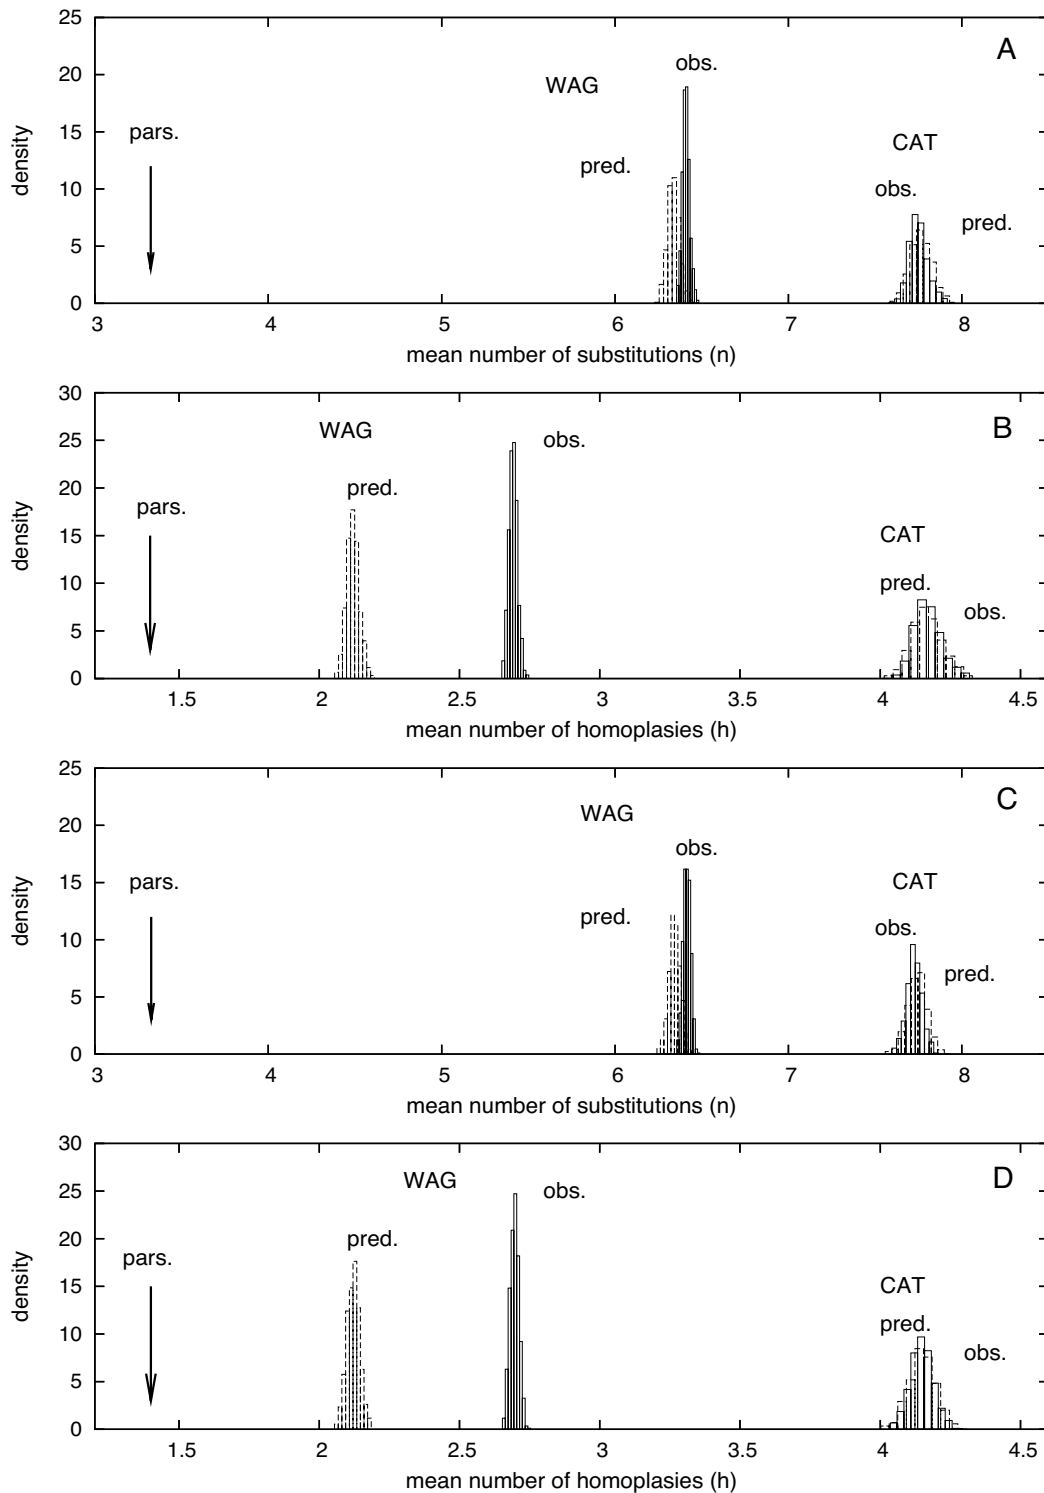 25
A
obs.
20
WAG
pars.
15
CAT
pred.
obs.
10
pred.
5
0
density
3 4 5 6 7 8
mean number of substitutions (n)
30
B
WAG
obs.
25
pred.
20
pars.
15
CAT
pred.
10
obs.
5
0
density
1.5 2 2.5 3 3.5 4 4.5
mean number of homoplasies (h)
25
C
WAG
20
obs.
pars.
15
CAT
pred.
obs.
10
pred.
5
0
density
3 4 5 6 7 8
mean number of substitutions (n)
30
D
WAG
obs.
25
pred.
20
pars.
15
CAT
pred.
10
obs.
5
0
density
1.5 2 2.5 3 3.5 4 4.5
mean number of homoplasies (h)